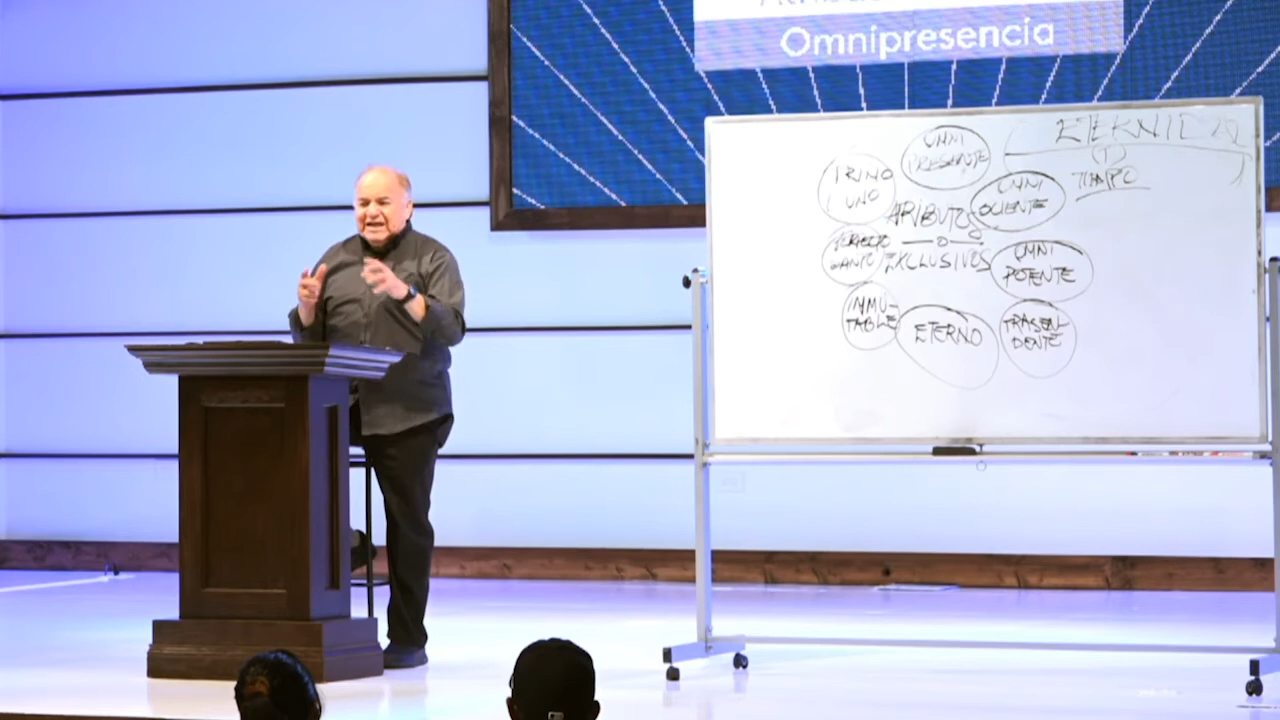 Omnipresencia
ETERNIDAD
(T)
TIEMPO
OMNI
PRESENTE
TRINO
UNO
OMNI
CIENTE
ATRIBUTOS
EXCLUSIVOS
PERFECTO
SANTO
OMNI
POTENTE
INMU-
TABLE
ETERNO
TRASEN-
DENTE